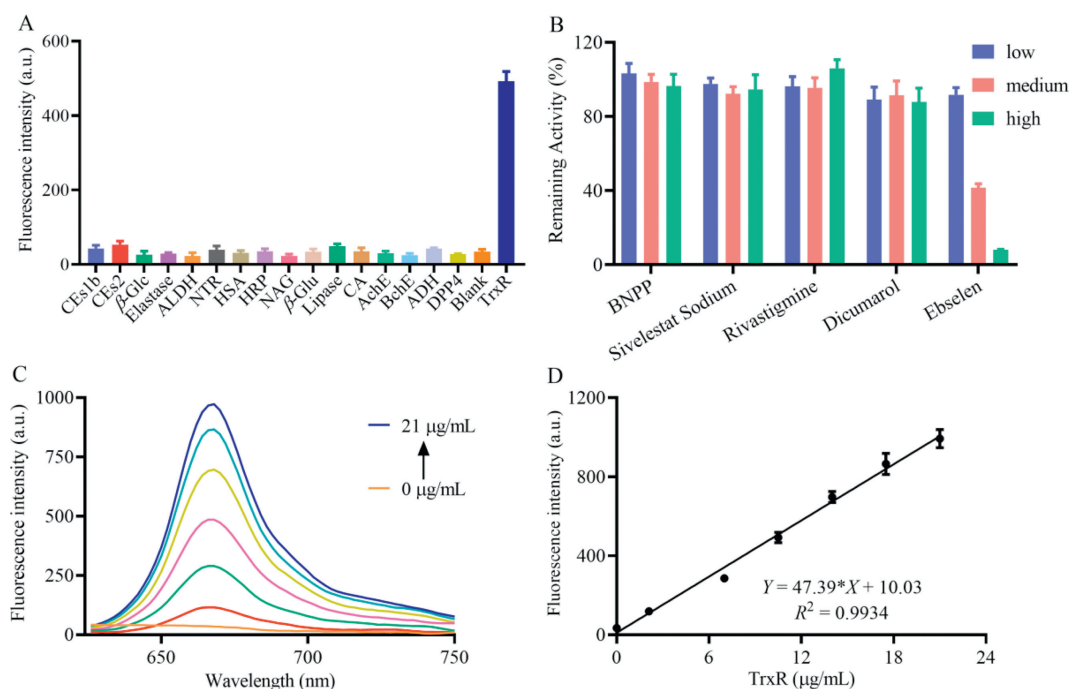 A
Fluorescence intensity (a.u.)
600
400
200
0
CEs1b
CEs2
β-Glc
Elastase
ALDH
NTR
HSA
HRP
NAG
β-Glu
Lipase
CA
AchE
BchE
ADH
DPP4
Blank
TrxR
B
Remaining Activity (%)
120
80
40
0
low
medium
high
BNPP
Sivelestat Sodium
Rivastigmine
Dicumarol
Ebselen
C
Fluorescence intensity (a.u.)
1000
750
500
250
0
21 μg/mL
0 μg/mL
650
700
750
Wavelength (nm)
D
Fluorescence intensity (a.u.)
1200
800
400
0
Y = 47.39*X + 10.03
R² = 0.9934
0
6
12
18
24
TrxR (μg/mL)